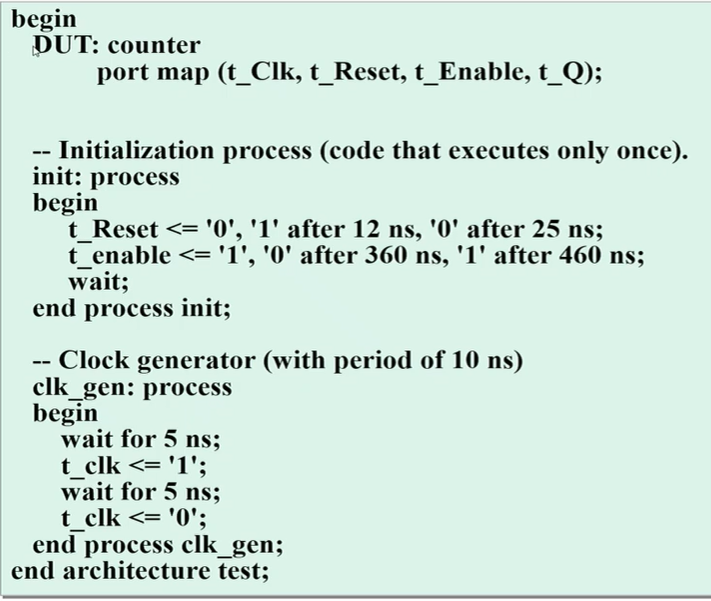 begin
DUT: counter
port map (t_Clk, t_Reset, t_Enable, t_Q);
-- Initialization process (code that executes only once).
init: process
begin
t_Reset <= '0', '1' after 12 ns, '0' after 25 ns;
t_enable <= '1', '0' after 360 ns, '1' after 460 ns;
wait;
end process init;
-- Clock generator (with period of 10 ns)
clk_gen: process
begin
wait for 5 ns;
t_clk <= '1';
wait for 5 ns;
t_clk <= '0';
end process clk_gen;
end architecture test;